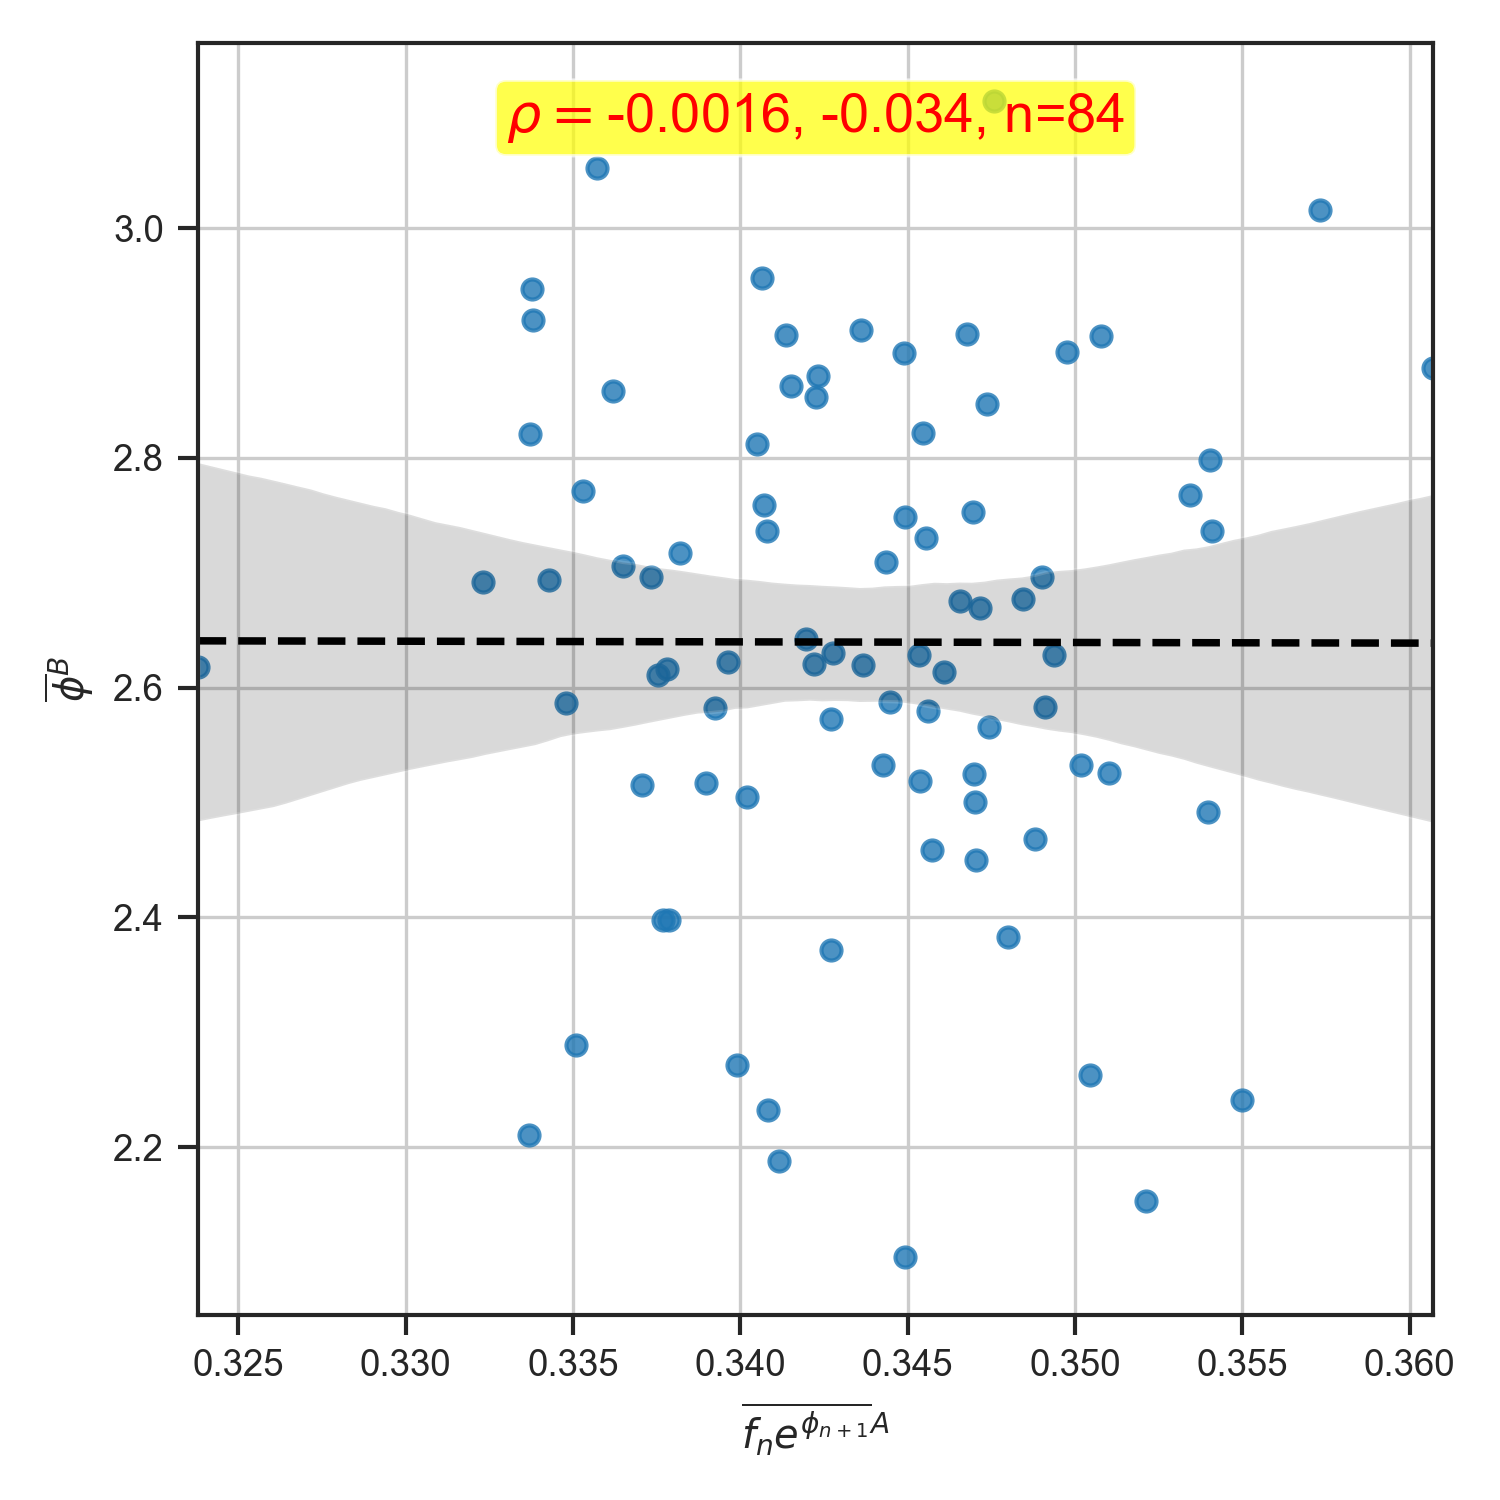 ρ = -0.0016, -0.034, n=84
3.0
2.8
2.6
2.4
2.2
ϕ̅ᴮ
0.325 0.330 0.335 0.340 0.345 0.350 0.355 0.360
\overline{f_n e^{ϕ_{n+1}}}^A